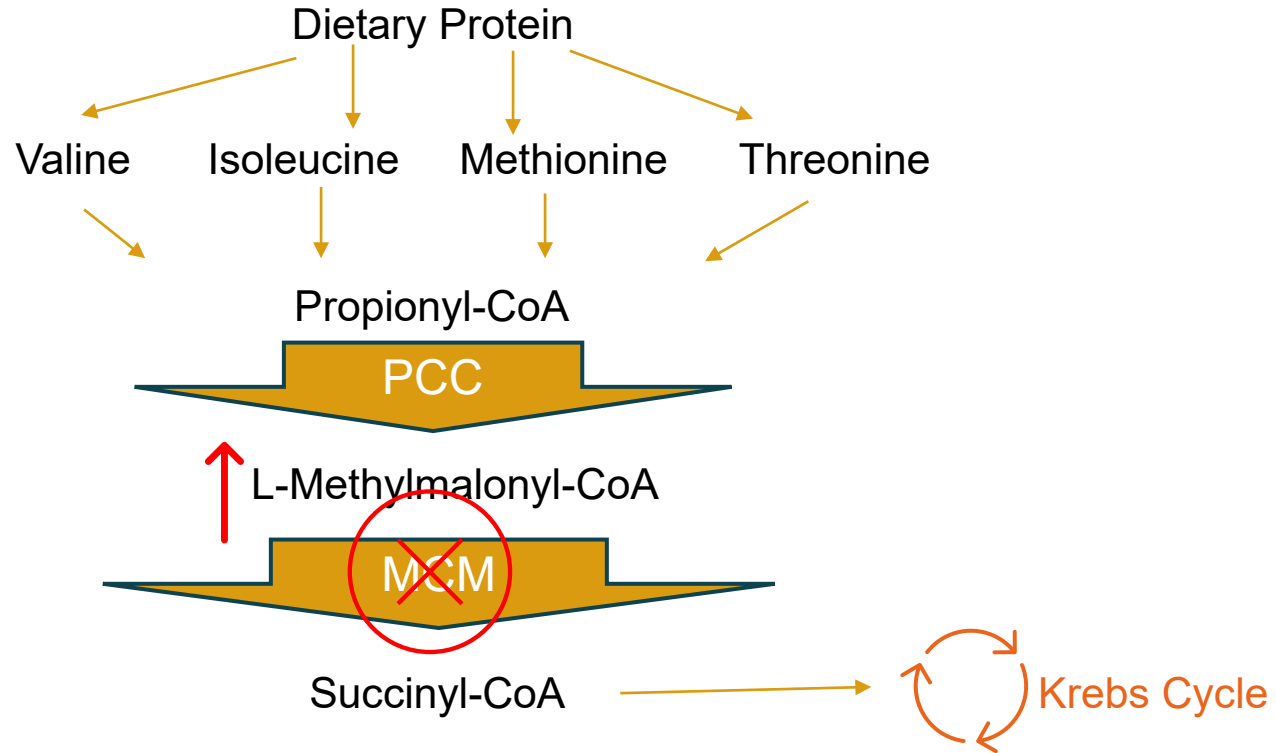 Dietary Protein
Valine Isoleucine Methionine Threonine
Propionyl-CoA
PCC
L-Methylmalonyl-CoA
MCM
Succinyl-CoA
Krebs Cycle